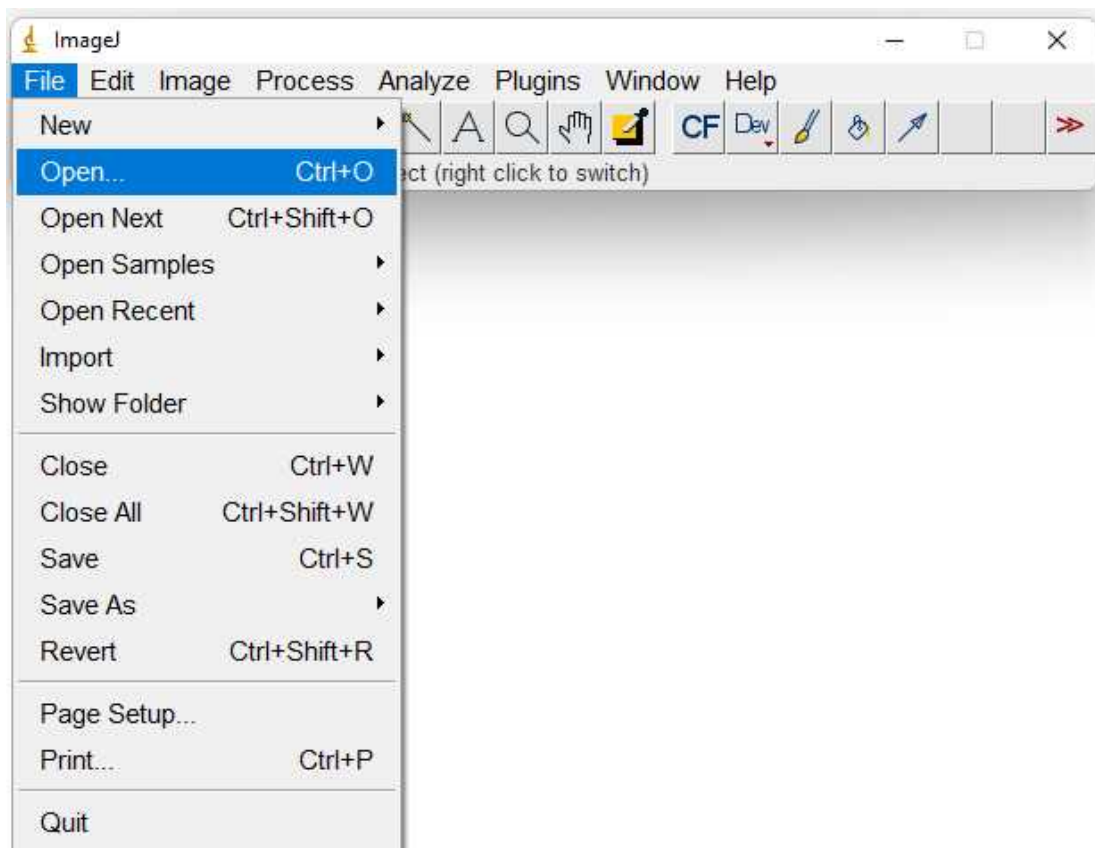 ImageJ
File Edit Image Process Analyze Plugins Window Help
New
A CF Dev
Open... Ctrl+O
(right click to switch)
Open Next Ctrl+Shift+O
Open Samples
Open Recent
Import
Show Folder
Close Ctrl+W
Close All Ctrl+Shift+W
Save Ctrl+S
Save As
Revert Ctrl+Shift+R
Page Setup...
Print... Ctrl+P
Quit